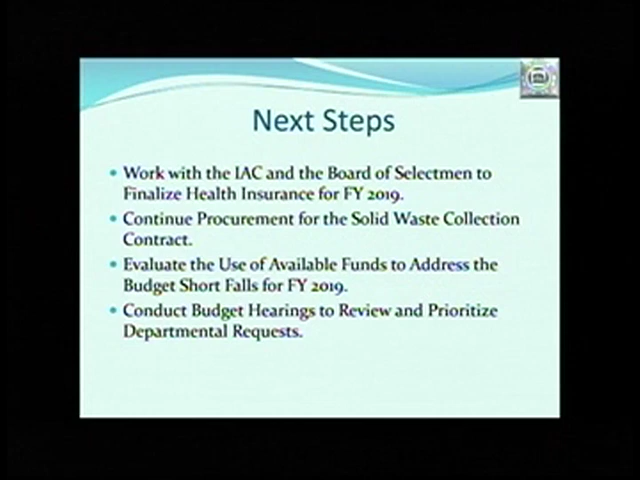 Next Steps
• Work with the IAC and the Board of Selectmen to
Finalize Health Insurance for FY 2019.
• Continue Procurement for the Solid Waste Collection
Contract.
• Evaluate the Use of Available Funds to Address the
Budget Short Falls for FY 2019.
• Conduct Budget Hearings to Review and Prioritize
Departmental Requests.